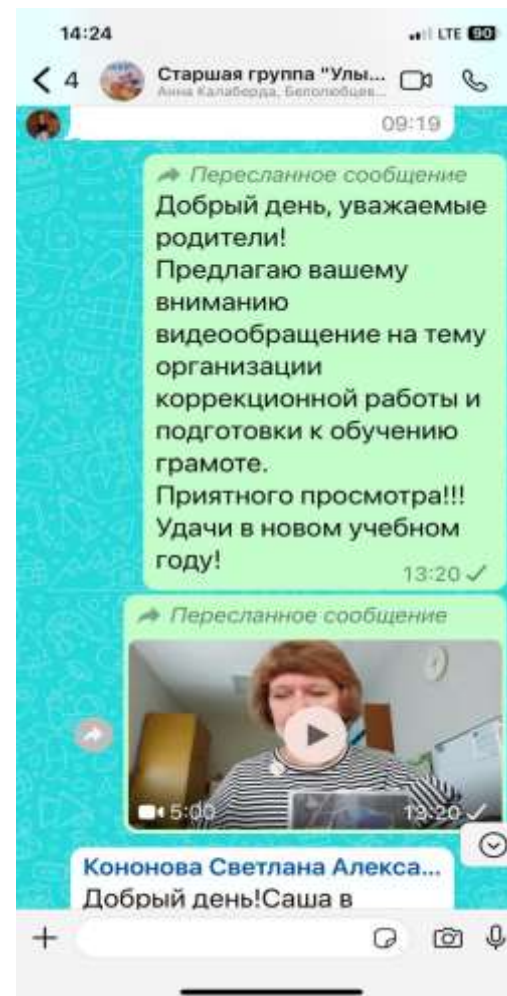 14:24
LTE 90
4
Старшая группа "Улы...
Анна Калаберда, Белолюбцев...
09:19
Пересланное сообщение
Добрый день, уважаемые
родители!
Предлагаю вашему
вниманию
видеообращение на тему
организации
коррекционной работы и
подготовки к обучению
грамоте.
Приятного просмотра!!!
Удачи в новом учебном
году!
13:20
Пересланное сообщение
5:00
13:20
Кононова Светлана Алекса...
Добрый день!Саша в